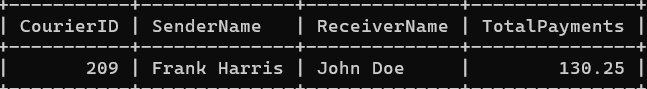 | CourierID | SenderName   | ReceiverName | TotalPayments |
|       209 | Frank Harris | John Doe     |        130.25 |